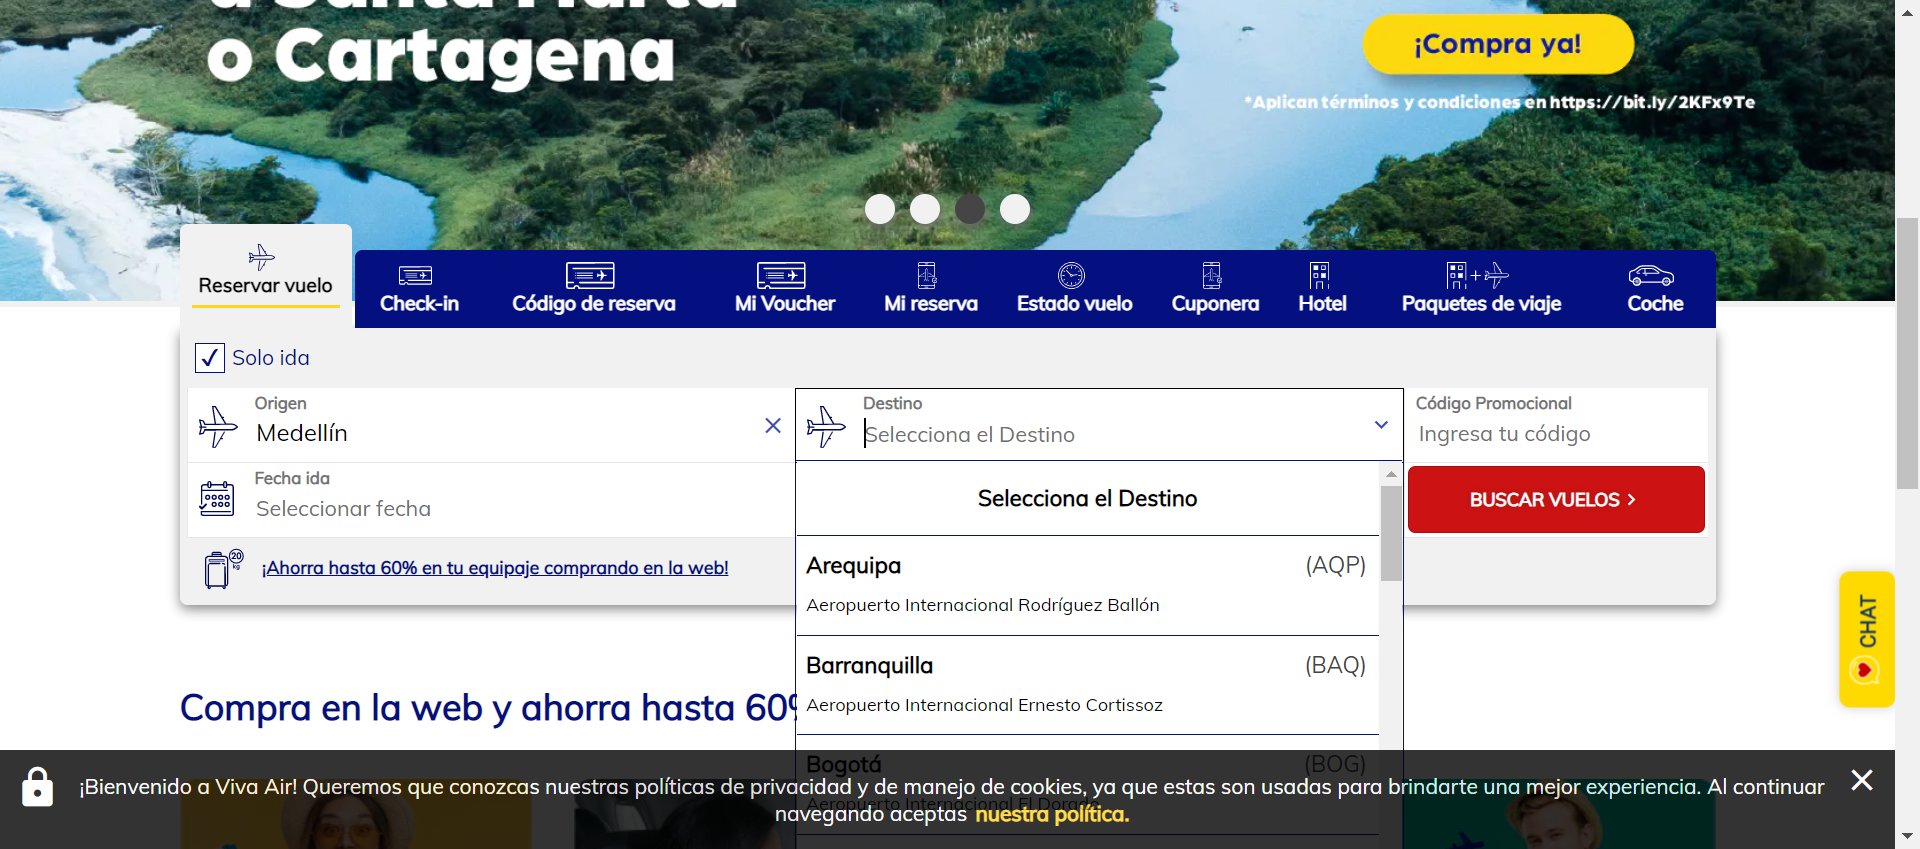 a Santa Marta
o Cartagena
¡Compra ya!
*Aplican términos y condiciones en https://bit.ly/2KFx9Te
Reservar vuelo
Check-in
Código de reserva
Mi Voucher
Mi reserva
Estado vuelo
Cuponera
Hotel
Paquetes de viaje
Coche
Solo ida
Origen
Medellín
Destino
Selecciona el Destino
Código Promocional
Ingresa tu código
Fecha ida
Seleccionar fecha
Selecciona el Destino
BUSCAR VUELOS
20 kg
¡Ahorra hasta 60% en tu equipaje comprando en la web!
Arequipa (AQP)
Aeropuerto Internacional Rodríguez Ballón
Barranquilla (BAQ)
Aeropuerto Internacional Ernesto Cortissoz
CHAT
Compra en la web y ahorra hasta 60%
Bogotá (BOG)
Aeropuerto Internacional El Dorado
¡Bienvenido a Viva Air! Queremos que conozcas nuestras políticas de privacidad y de manejo de cookies, ya que estas son usadas para brindarte una mejor experiencia. Al continuar
navegando aceptas nuestra política.